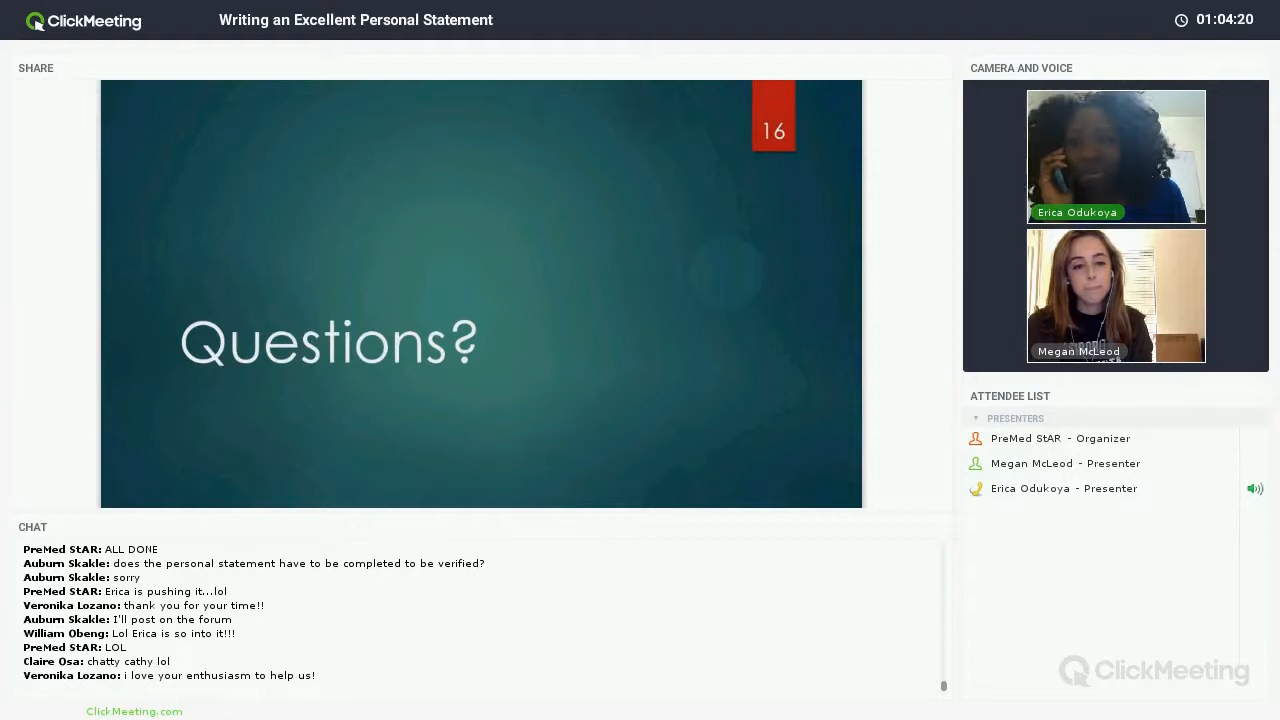 ClickMeeting
Writing an Excellent Personal Statement
01:04:20
SHARE
16
Questions?
CAMERA AND VOICE
Erica Odukoya
Megan McLeod
ATTENDEE LIST
PRESENTERS
PreMed StAR - Organizer
Megan McLeod - Presenter
Erica Odukoya - Presenter
CHAT
PreMed StAR: ALL DONE
Auburn Skakle: does the personal statement have to be completed to be verified?
Auburn Skakle: sorry
PreMed StAR: Erica is pushing it...lol
Veronika Lozano: thank you for your time!!
Auburn Skakle: I'll post on the forum
William Obeng: Lol Erica is so into it!!!
PreMed StAR: LOL
Claire Osa: chatty cathy lol
Veronika Lozano: i love your enthusiasm to help us!
ClickMeeting
ClickMeeting.com